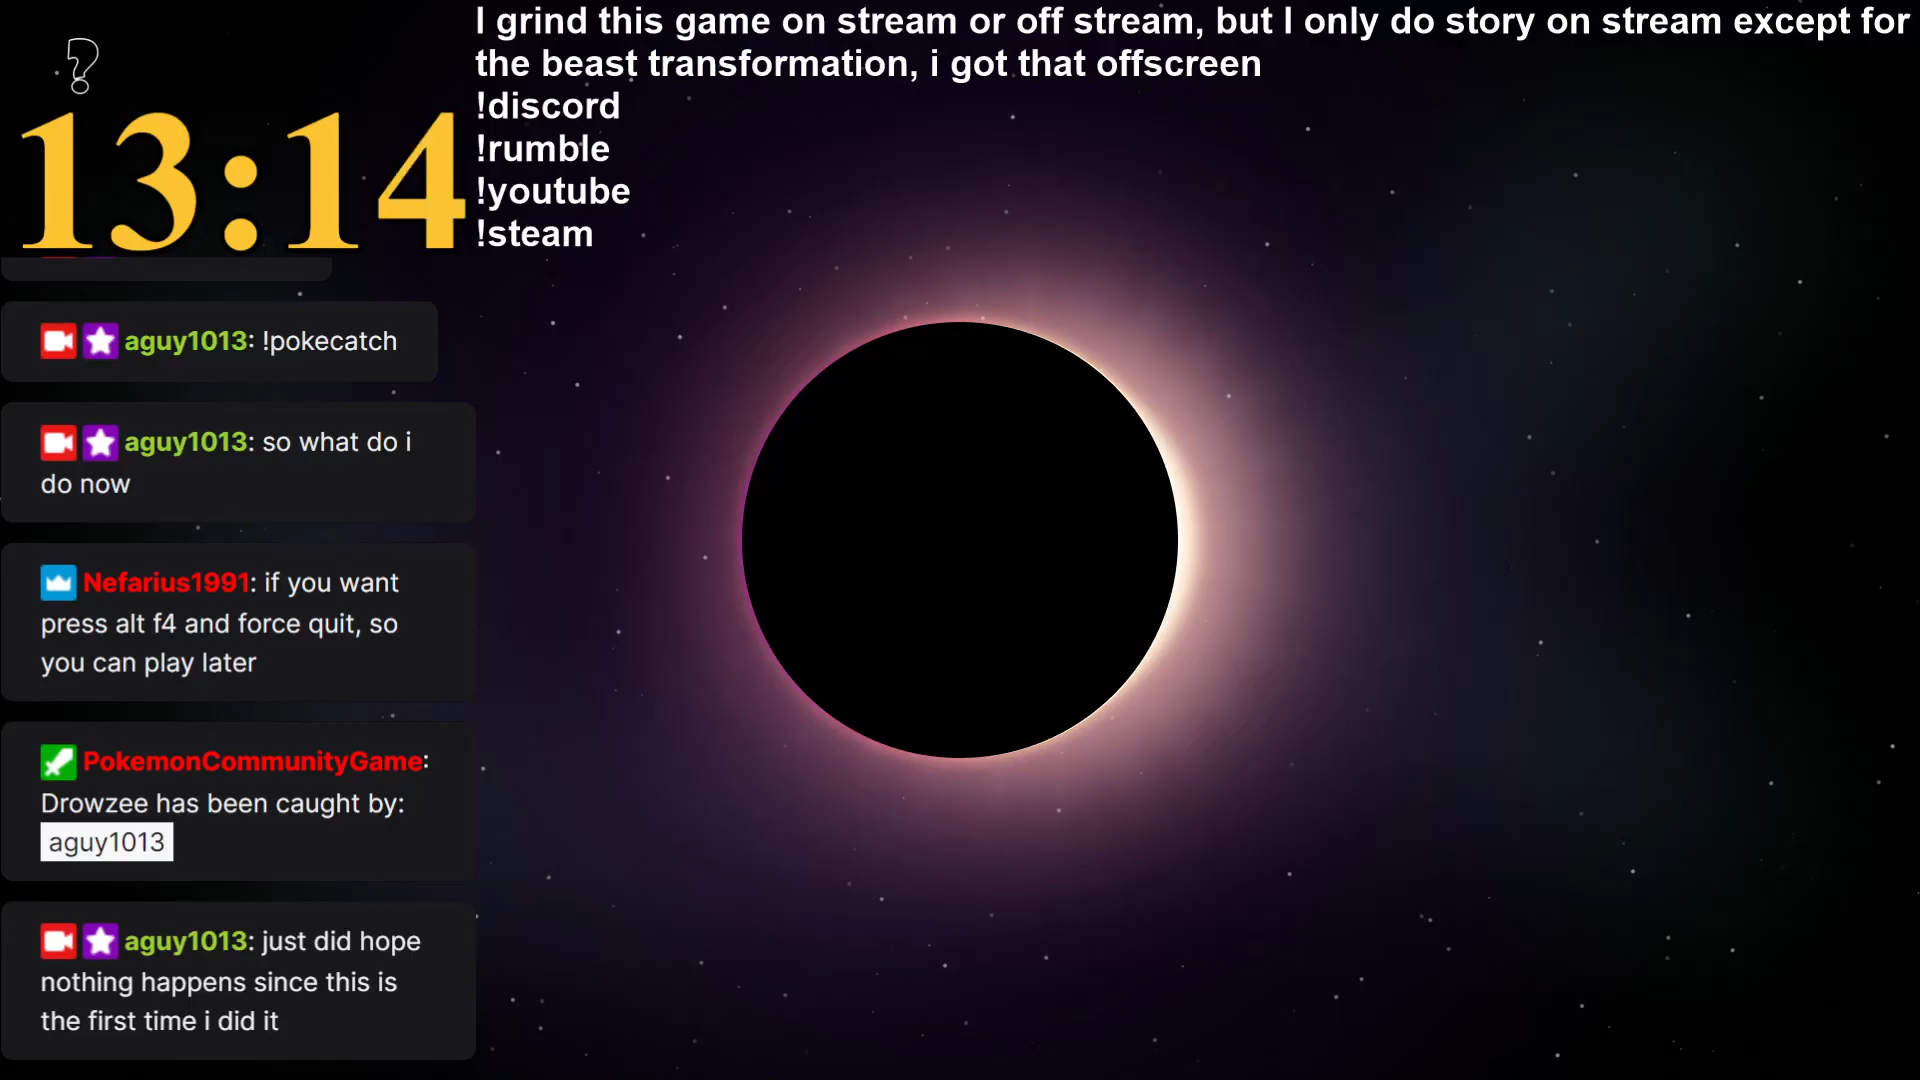 I grind this game on stream or off stream, but I only do story on stream except for
the beast transformation, i got that offscreen
!discord
!rumble
!youtube
!steam
?
13:14
aguy1013: !pokecatch
aguy1013: so what do i
do now
Nefarius1991: if you want
press alt f4 and force quit, so
you can play later
PokemonCommunityGame:
Drowzee has been caught by:
aguy1013
aguy1013: just did hope
nothing happens since this is
the first time i did it